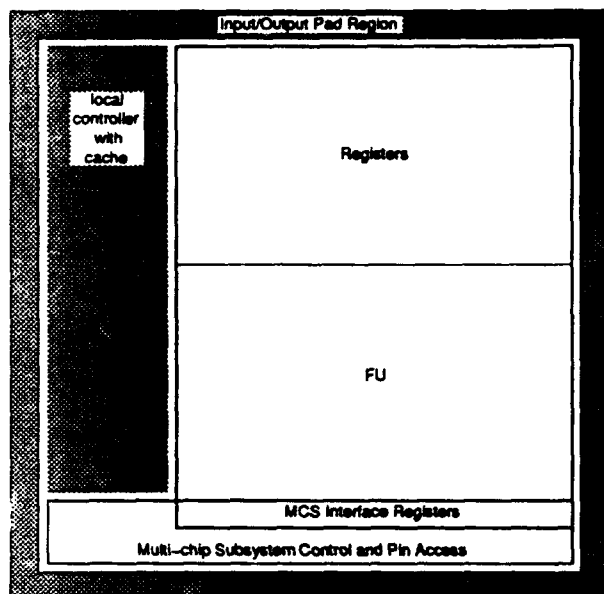 Input/Output Pad Region
local
controller
with
cache
Registers
FU
MCS Interface Registers
Multi-chip Subsystem Control and Pin Access